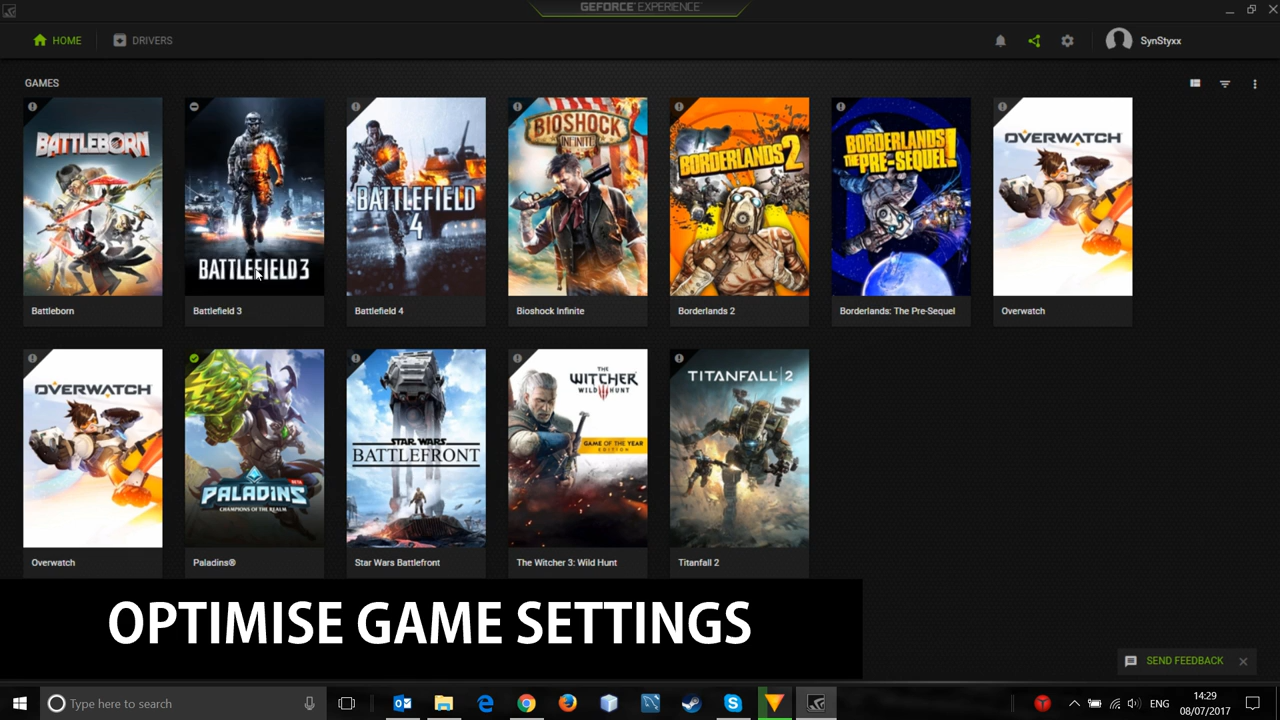 GEFORCE EXPERIENCE
HOME
DRIVERS
SynStyxx
GAMES
BATTLEBORN
BATTLEFIELD 3
BATTLEFIELD
4
BIOSHOCK
INFINITE
BORDERLANDS 2
BORDERLANDS
THE PRE-SEQUEL!
OVERWATCH
Battleborn
Battlefield 3
Battlefield 4
Bioshock Infinite
Borderlands 2
Borderlands: The Pre-Sequel
Overwatch
OVERWATCH
PALADINS
BETA
CHAMPIONS OF THE REALM
STAR WARS
BATTLEFRONT
THE
WITCHER
WILD HUNT
GAME OF THE YEAR
EDITION
TITANFALL 2
Overwatch
Paladins®
Star Wars Battlefront
The Witcher 3: Wild Hunt
Titanfall 2
OPTIMISE GAME SETTINGS
SEND FEEDBACK
Type here to search
ENG
14:29
08/07/2017